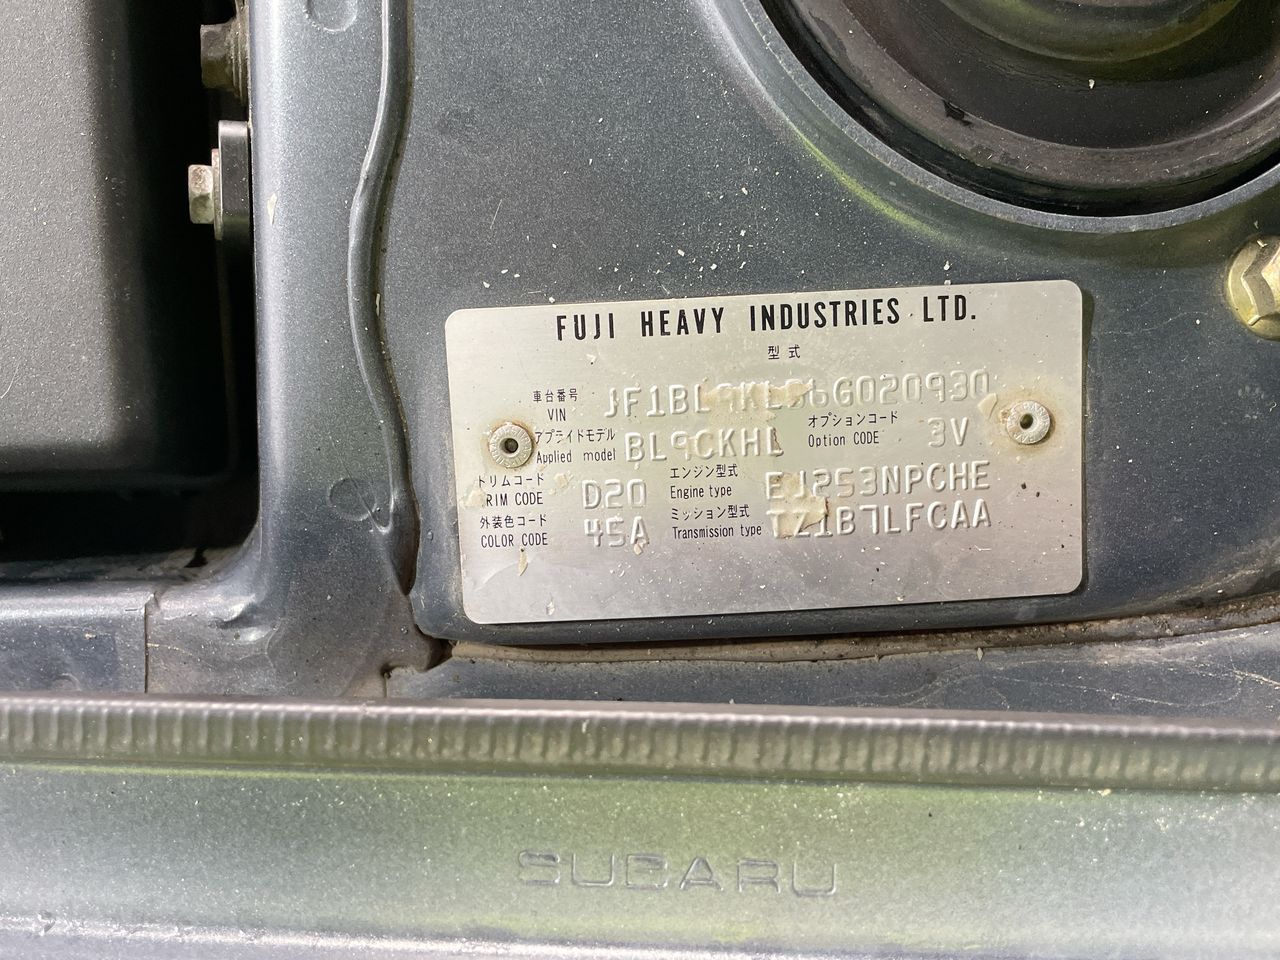 FUJI HEAVY INDUSTRIES LTD.
型式
車台番号
VIN
アプライドモデル BL9CKHL オプションコード 3V
Applied model Option CODE
トリムコード D20 エンジン型式
RIM CODE Engine type
外装色コード 45A ミッション型式
COLOR CODE Transmission type
SUBARU